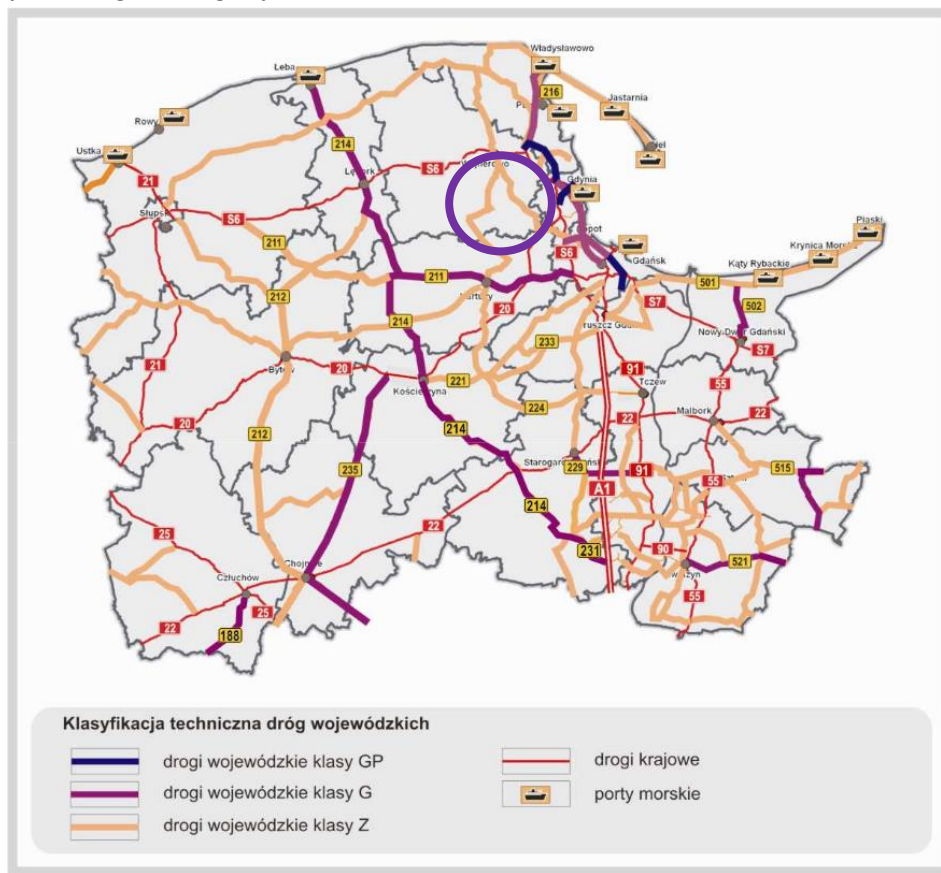 Władysławowo
Łeba
216
Jastarnia
Rowy
214
Ustka
21
S6
Gdynia
Słupsk
S6
S6
Piaski
211
Gdańsk
Krynica Morska
Kąty Rybackie
211
501
212
S7
502
20
214
233
Nowy Dwór Gdański
S7
21
91
Bytów
20
221
Kościerzyna
55
Tczew
224
22
Malbork
22
20
212
214
235
Starogard Gdański
229
91
515
55
A1
214
25
22
90
231
521
Człuchów
Chojnice
55
25
22
188
Klasyfikacja techniczna dróg wojewódzkich
drogi wojewódzkie klasy GP
drogi krajowe
drogi wojewódzkie klasy G
porty morskie
drogi wojewódzkie klasy Z